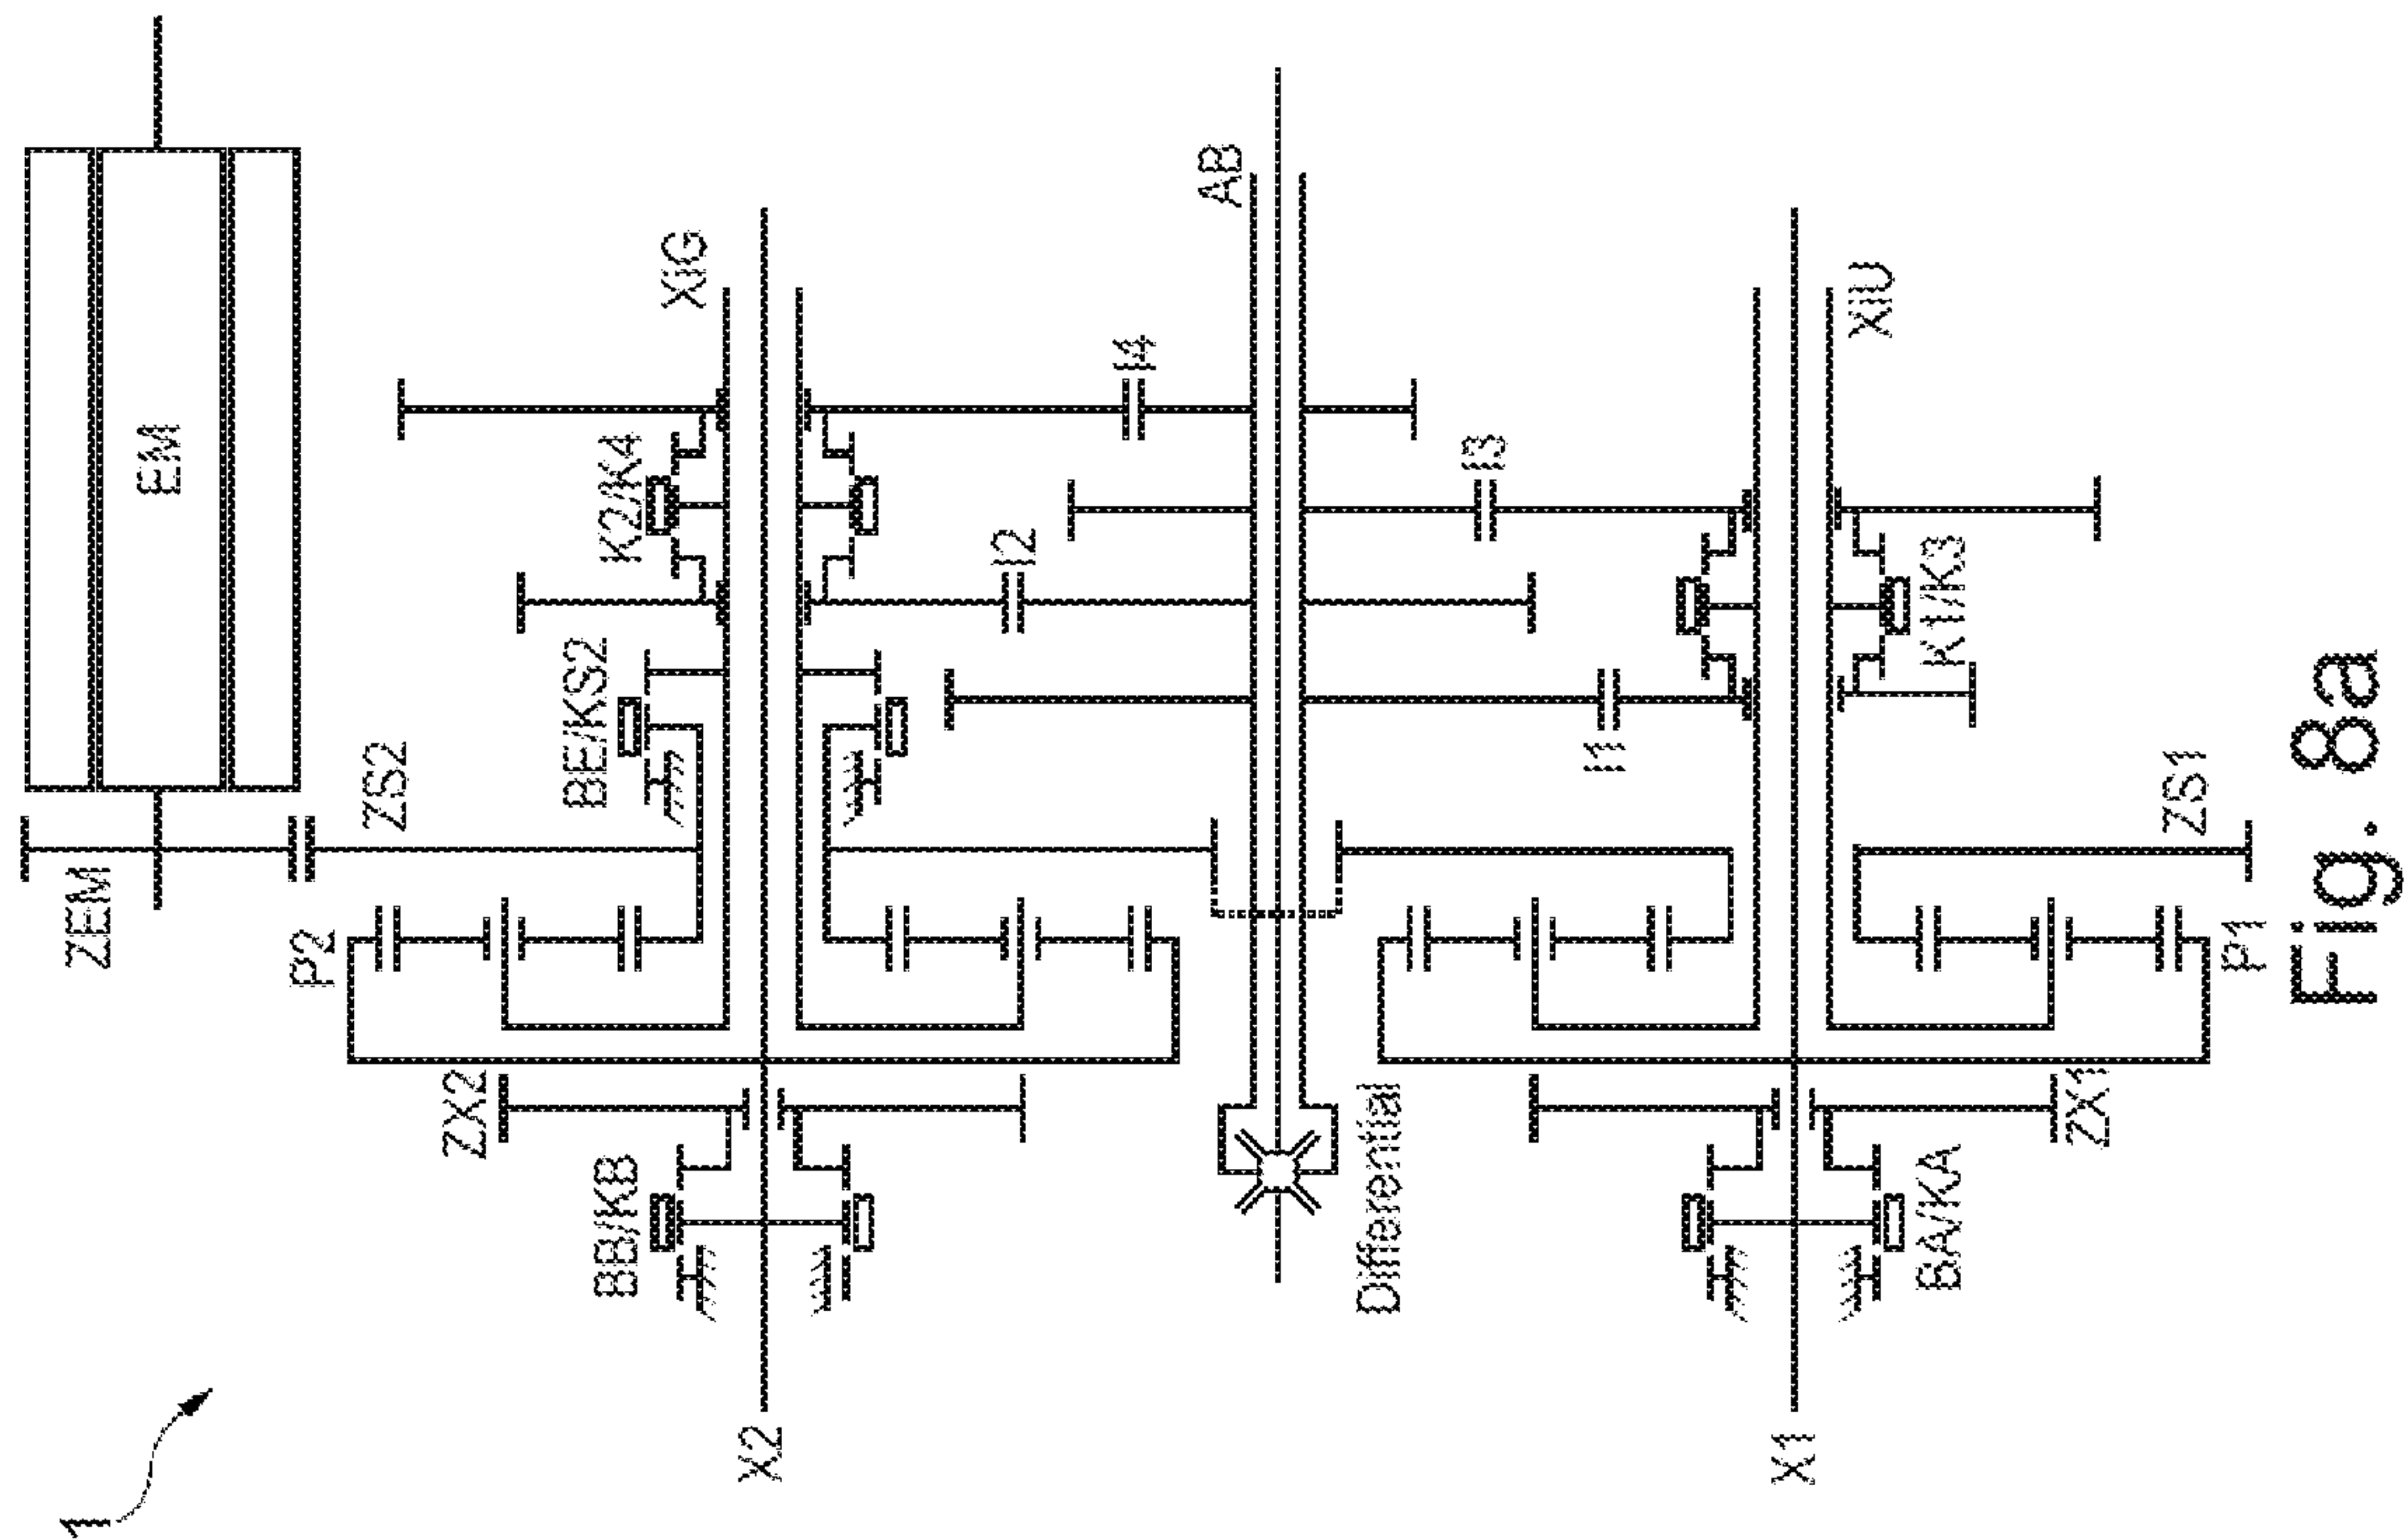 1
EM
ZEM
ZS2
P2
XiG
K2/K4
BE/KS2
I2
I4
ZX2
BB/KB
X2
AB
I3
I1
Differential
XiU
K1/K3
ZS1
P1
ZX1
BA/KA
X1
Fig. 8a